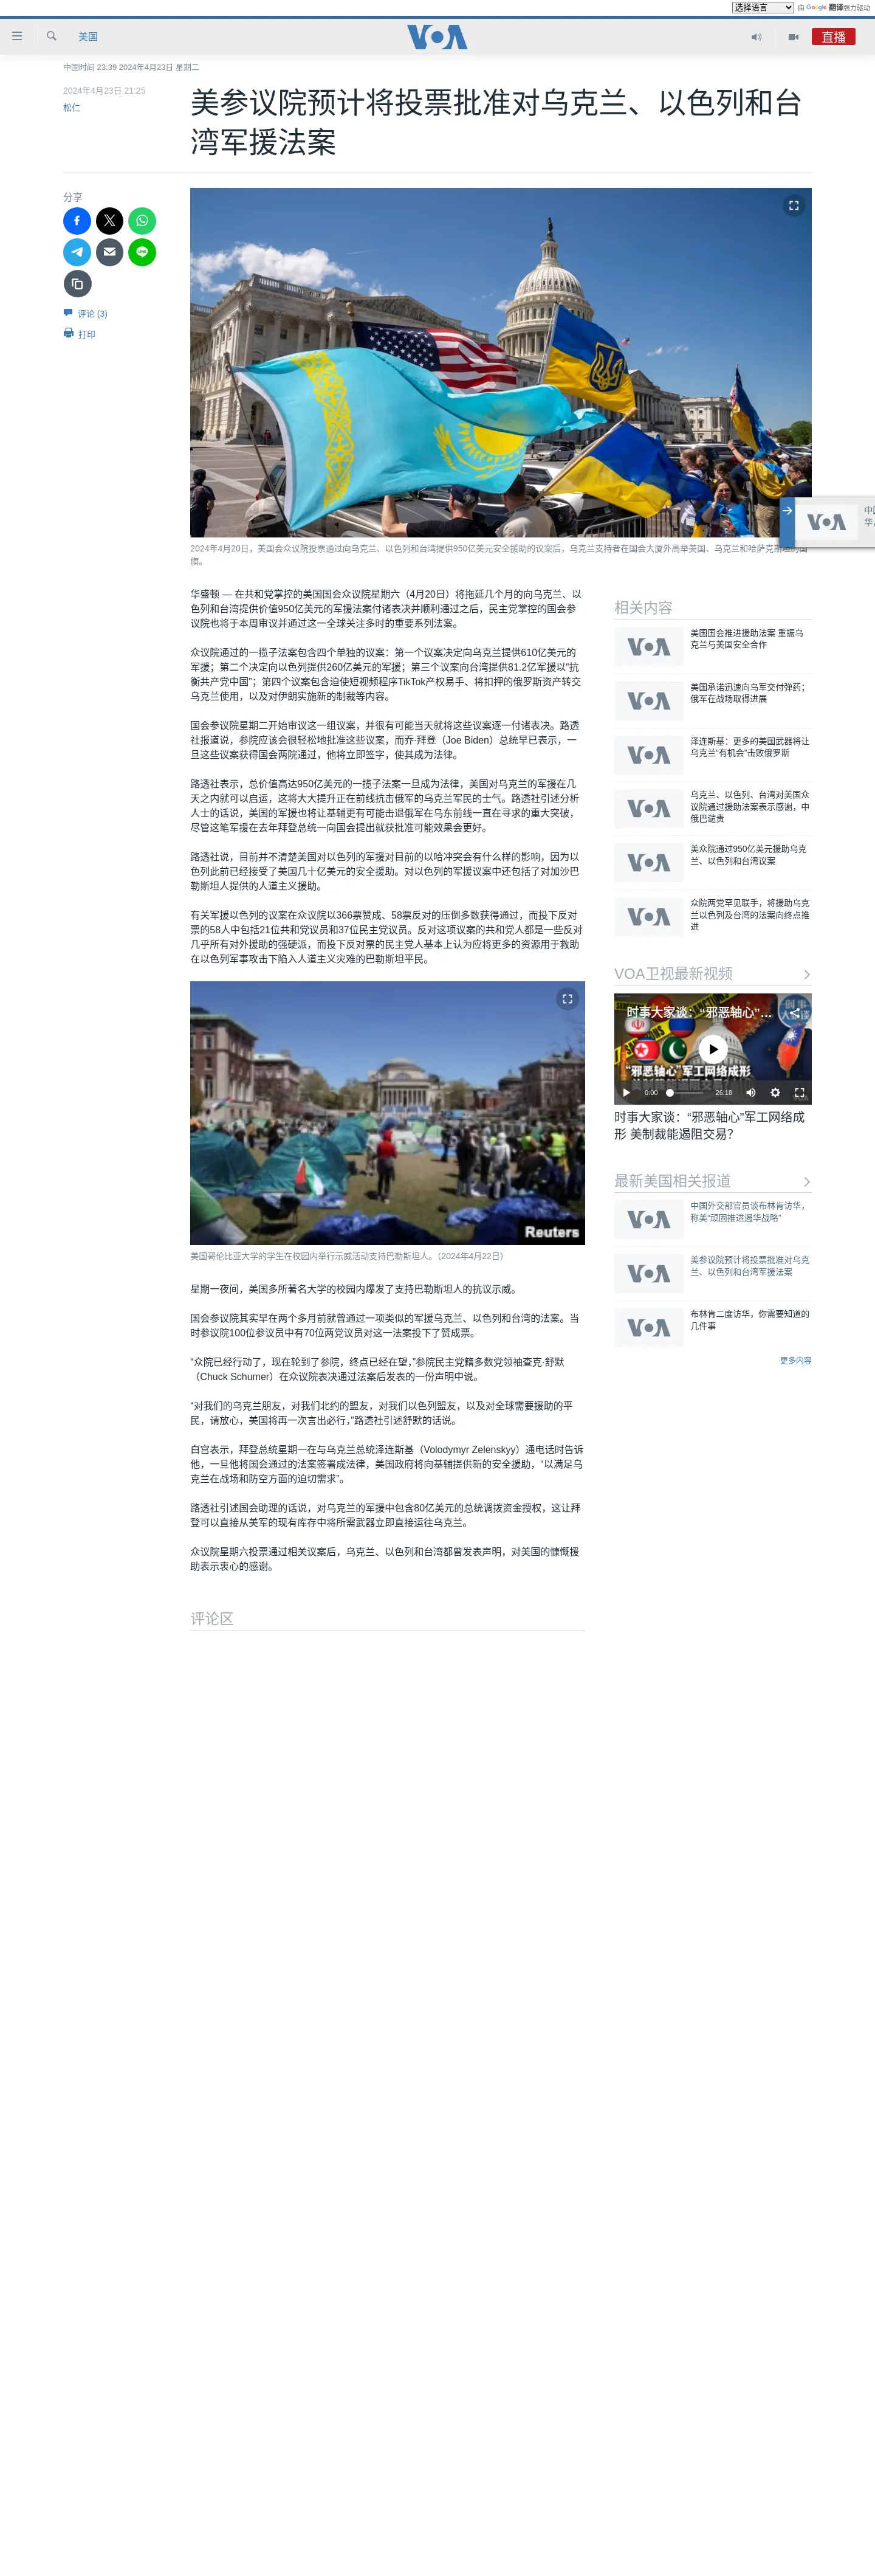 选择语言 由 Google 翻译强力驱动
美国
VOA
直播
中国时间 23:39 2024年4月23日 星期二
2024年4月23日 21:25
松仁
美参议院预计将投票批准对乌克兰、以色列和台
湾军援法案
分享
评论 (3)
打印
2024年4月20日，美国会众议院投票通过向乌克兰、以色列和台湾提供950亿美元安全援助的议案后，乌克兰支持者在国会大厦外高举美国、乌克兰和哈萨克斯坦的国
旗。
华盛顿 — 在共和党掌控的美国国会众议院星期六（4月20日）将拖延几个月的向乌克兰、以
色列和台湾提供价值950亿美元的军援法案付诸表决并顺利通过之后，民主党掌控的国会参
议院也将于本周审议并通过这一全球关注多时的重要系列法案。
众议院通过的一揽子法案包含四个单独的议案：第一个议案决定向乌克兰提供610亿美元的
军援；第二个决定向以色列提供260亿美元的军援；第三个议案向台湾提供81.2亿军援以“抗
衡共产党中国”；第四个议案包含迫使短视频程序TikTok产权易手、将扣押的俄罗斯资产转交
乌克兰使用，以及对伊朗实施新的制裁等内容。
国会参议院星期二开始审议这一组议案，并很有可能当天就将这些议案逐一付诸表决。路透
社报道说，参院应该会很轻松地批准这些议案，而乔·拜登（Joe Biden）总统早已表示，一
旦这些议案获得国会两院通过，他将立即签字，使其成为法律。
路透社表示，总价值高达950亿美元的一揽子法案一旦成为法律，美国对乌克兰的军援在几
天之内就可以启运，这将大大提升正在前线抗击俄军的乌克兰军民的士气。路透社引述分析
人士的话说，美国的军援也将让基辅更有可能击退俄军在乌东前线一直在寻求的重大突破，
尽管这笔军援在去年拜登总统一向国会提出就获批准可能效果会更好。
路透社说，目前并不清楚美国对以色列的军援对目前的以哈冲突会有什么样的影响，因为以
色列此前已经接受了美国几十亿美元的安全援助。对以色列的军援议案中还包括了对加沙巴
勒斯坦人提供的人道主义援助。
有关军援以色列的议案在众议院以366票赞成、58票反对的压倒多数获得通过，而投下反对
票的58人中包括21位共和党议员和37位民主党议员。反对这项议案的共和党人都是一些反对
几乎所有对外援助的强硬派，而投下反对票的民主党人基本上认为应将更多的资源用于救助
在以色列军事攻击下陷入人道主义灾难的巴勒斯坦平民。
Reuters
美国哥伦比亚大学的学生在校园内举行示威活动支持巴勒斯坦人。（2024年4月22日）
星期一夜间，美国多所著名大学的校园内爆发了支持巴勒斯坦人的抗议示威。
国会参议院其实早在两个多月前就曾通过一项类似的军援乌克兰、以色列和台湾的法案。当
时参议院100位参议员中有70位两党议员对这一法案投下了赞成票。
“众院已经行动了，现在轮到了参院，终点已经在望，”参院民主党籍多数党领袖查克·舒默
（Chuck Schumer）在众议院表决通过法案后发表的一份声明中说。
“对我们的乌克兰朋友，对我们北约的盟友，对我们以色列盟友，以及对全球需要援助的平
民，请放心，美国将再一次言出必行，”路透社引述舒默的话说。
白宫表示，拜登总统星期一在与乌克兰总统泽连斯基（Volodymyr Zelenskyy）通电话时告诉
他，一旦他将国会通过的法案签署成法律，美国政府将向基辅提供新的安全援助，“以满足乌
克兰在战场和防空方面的迫切需求”。
路透社引述国会助理的话说，对乌克兰的军援中包含80亿美元的总统调拨资金授权，这让拜
登可以直接从美军的现有库存中将所需武器立即直接运往乌克兰。
众议院星期六投票通过相关议案后，乌克兰、以色列和台湾都曾发表声明，对美国的慷慨援
助表示衷心的感谢。
评论区
VOA
相关内容
VOA
美国国会推进援助法案 重振乌
克兰与美国安全合作
VOA
美国承诺迅速向乌军交付弹药；
俄军在战场取得进展
VOA
泽连斯基：更多的美国武器将让
乌克兰“有机会”击败俄罗斯
VOA
乌克兰、以色列、台湾对美国众
议院通过援助法案表示感谢，中
俄巴谴责
VOA
美众院通过950亿美元援助乌克
兰、以色列和台湾议案
VOA
众院两党罕见联手，将援助乌克
兰以色列及台湾的法案向终点推
进
VOA卫视最新视频
时事大家谈：“邪恶轴心”...
“邪恶轴心”军工网络成形
0:00
26:18
时事大家谈：“邪恶轴心”军工网络成
形 美制裁能遏阻交易？
最新美国相关报道
VOA
中国外交部官员谈布林肯访华，
称美“顽固推进遏华战略”
VOA
美参议院预计将投票批准对乌克
兰、以色列和台湾军援法案
VOA
布林肯二度访华，你需要知道的
几件事
更多内容